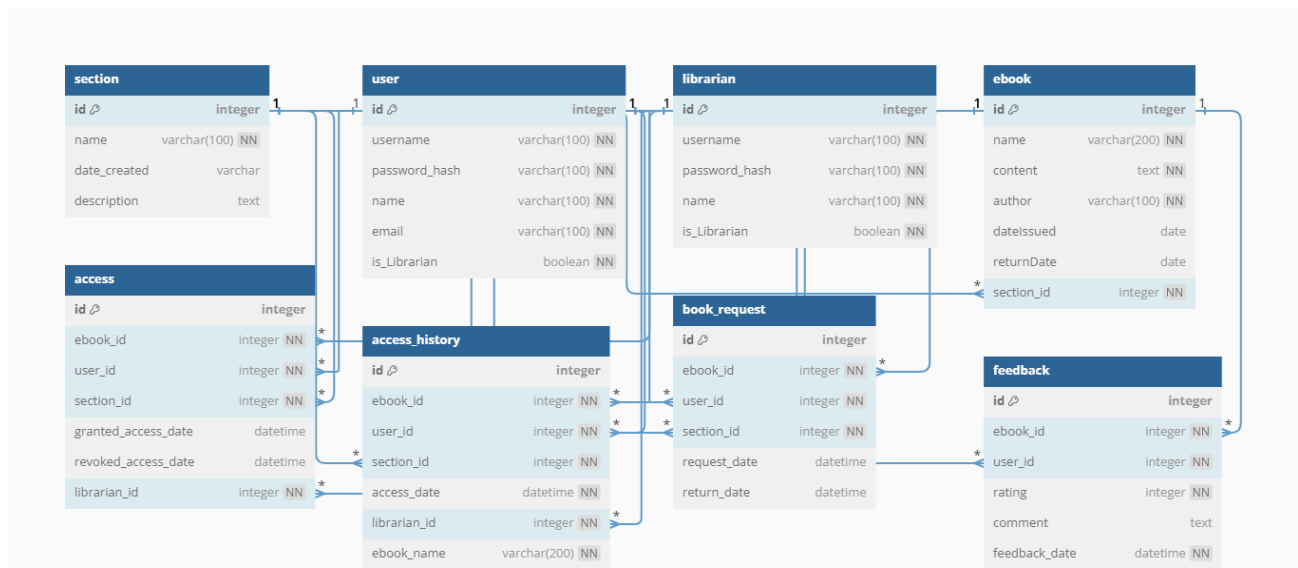 section
id integer
name varchar(100) NN
date_created varchar
description text
user
id integer
username varchar(100) NN
password_hash varchar(100) NN
name varchar(100) NN
email varchar(100) NN
is_Librarian boolean NN
librarian
id integer
username varchar(100) NN
password_hash varchar(100) NN
name varchar(100) NN
is_Librarian boolean NN
ebook
id integer
name varchar(200) NN
content text NN
author varchar(100) NN
dateIssued date
returnDate date
section_id integer NN
access
id integer
ebook_id integer NN
user_id integer NN
section_id integer NN
granted_access_date datetime
revoked_access_date datetime
librarian_id integer NN
access_history
id integer
ebook_id integer NN
user_id integer NN
section_id integer NN
access_date datetime NN
librarian_id integer NN
ebook_name varchar(200) NN
book_request
id integer
ebook_id integer NN
user_id integer NN
section_id integer NN
request_date datetime
return_date datetime
feedback
id integer
ebook_id integer NN
user_id integer NN
rating integer NN
comment text
feedback_date datetime NN
1
1
1
1
1
1
*
*
*
*
*
*
*
*
*
*
*
*
*
*